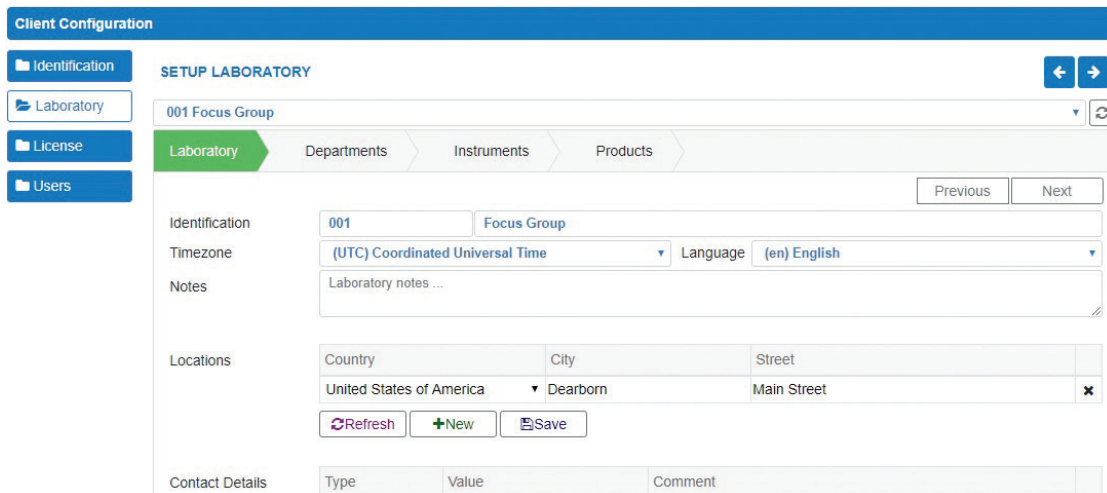 Client Configuration
Identification
Laboratory
License
Users
SETUP LABORATORY
001 Focus Group
Laboratory Departments Instruments Products
Previous Next
Identification 001 Focus Group
Timezone (UTC) Coordinated Universal Time Language (en) English
Notes Laboratory notes ...
Locations Country City Street
United States of America Dearborn Main Street
Refresh New Save
Contact Details Type Value Comment